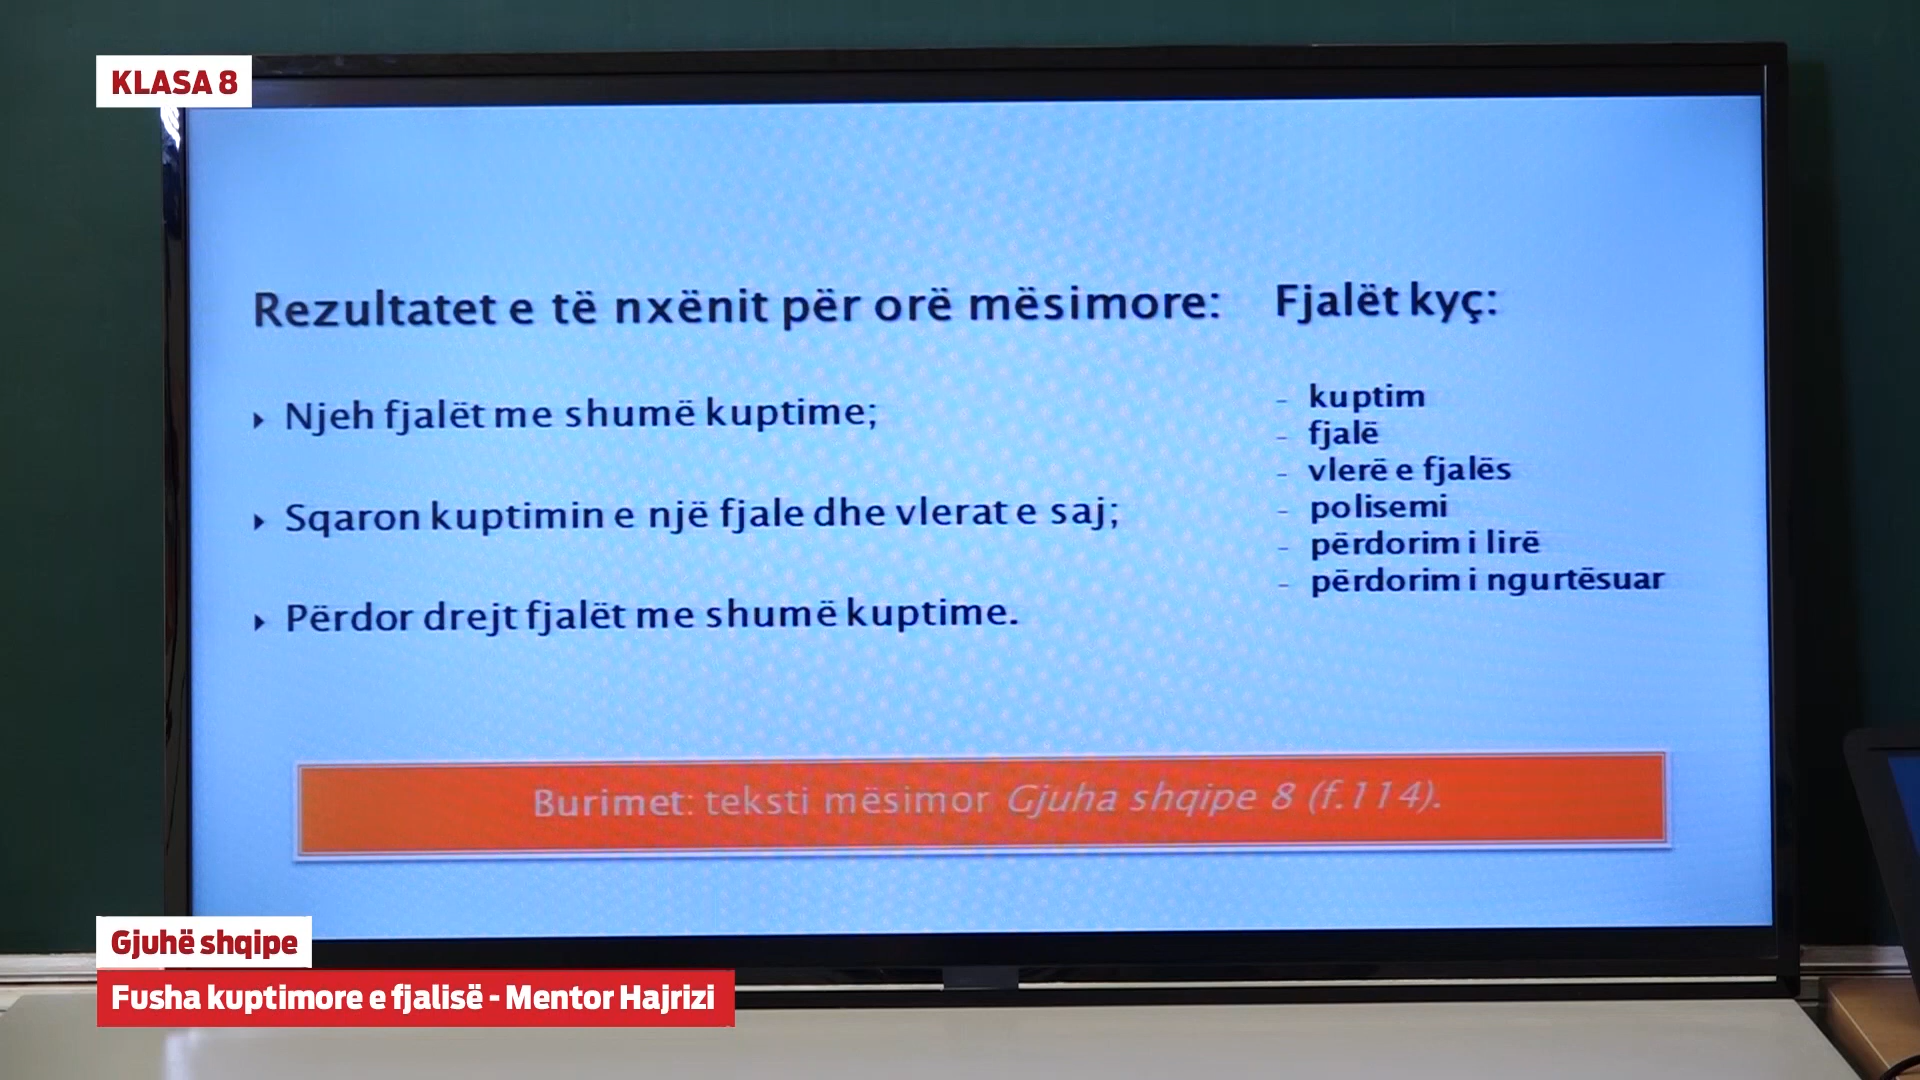 KLASA 8
Rezultatet e të nxënit për orë mësimore:
Njeh fjalët me shumë kuptime;
Sqaron kuptimin e një fjale dhe vlerat e saj;
Përdor drejt fjalët me shumë kuptime.
Fjalët kyç:
- kuptim
- fjalë
- vlerë e fjalës
- polisemi
- përdorim i lirë
- përdorim i ngurtësuar
Burimet: teksti mësimor Gjuha shqipe 8 (f.114).
Gjuhë shqipe
Fusha kuptimore e fjalisë - Mentor Hajrizi